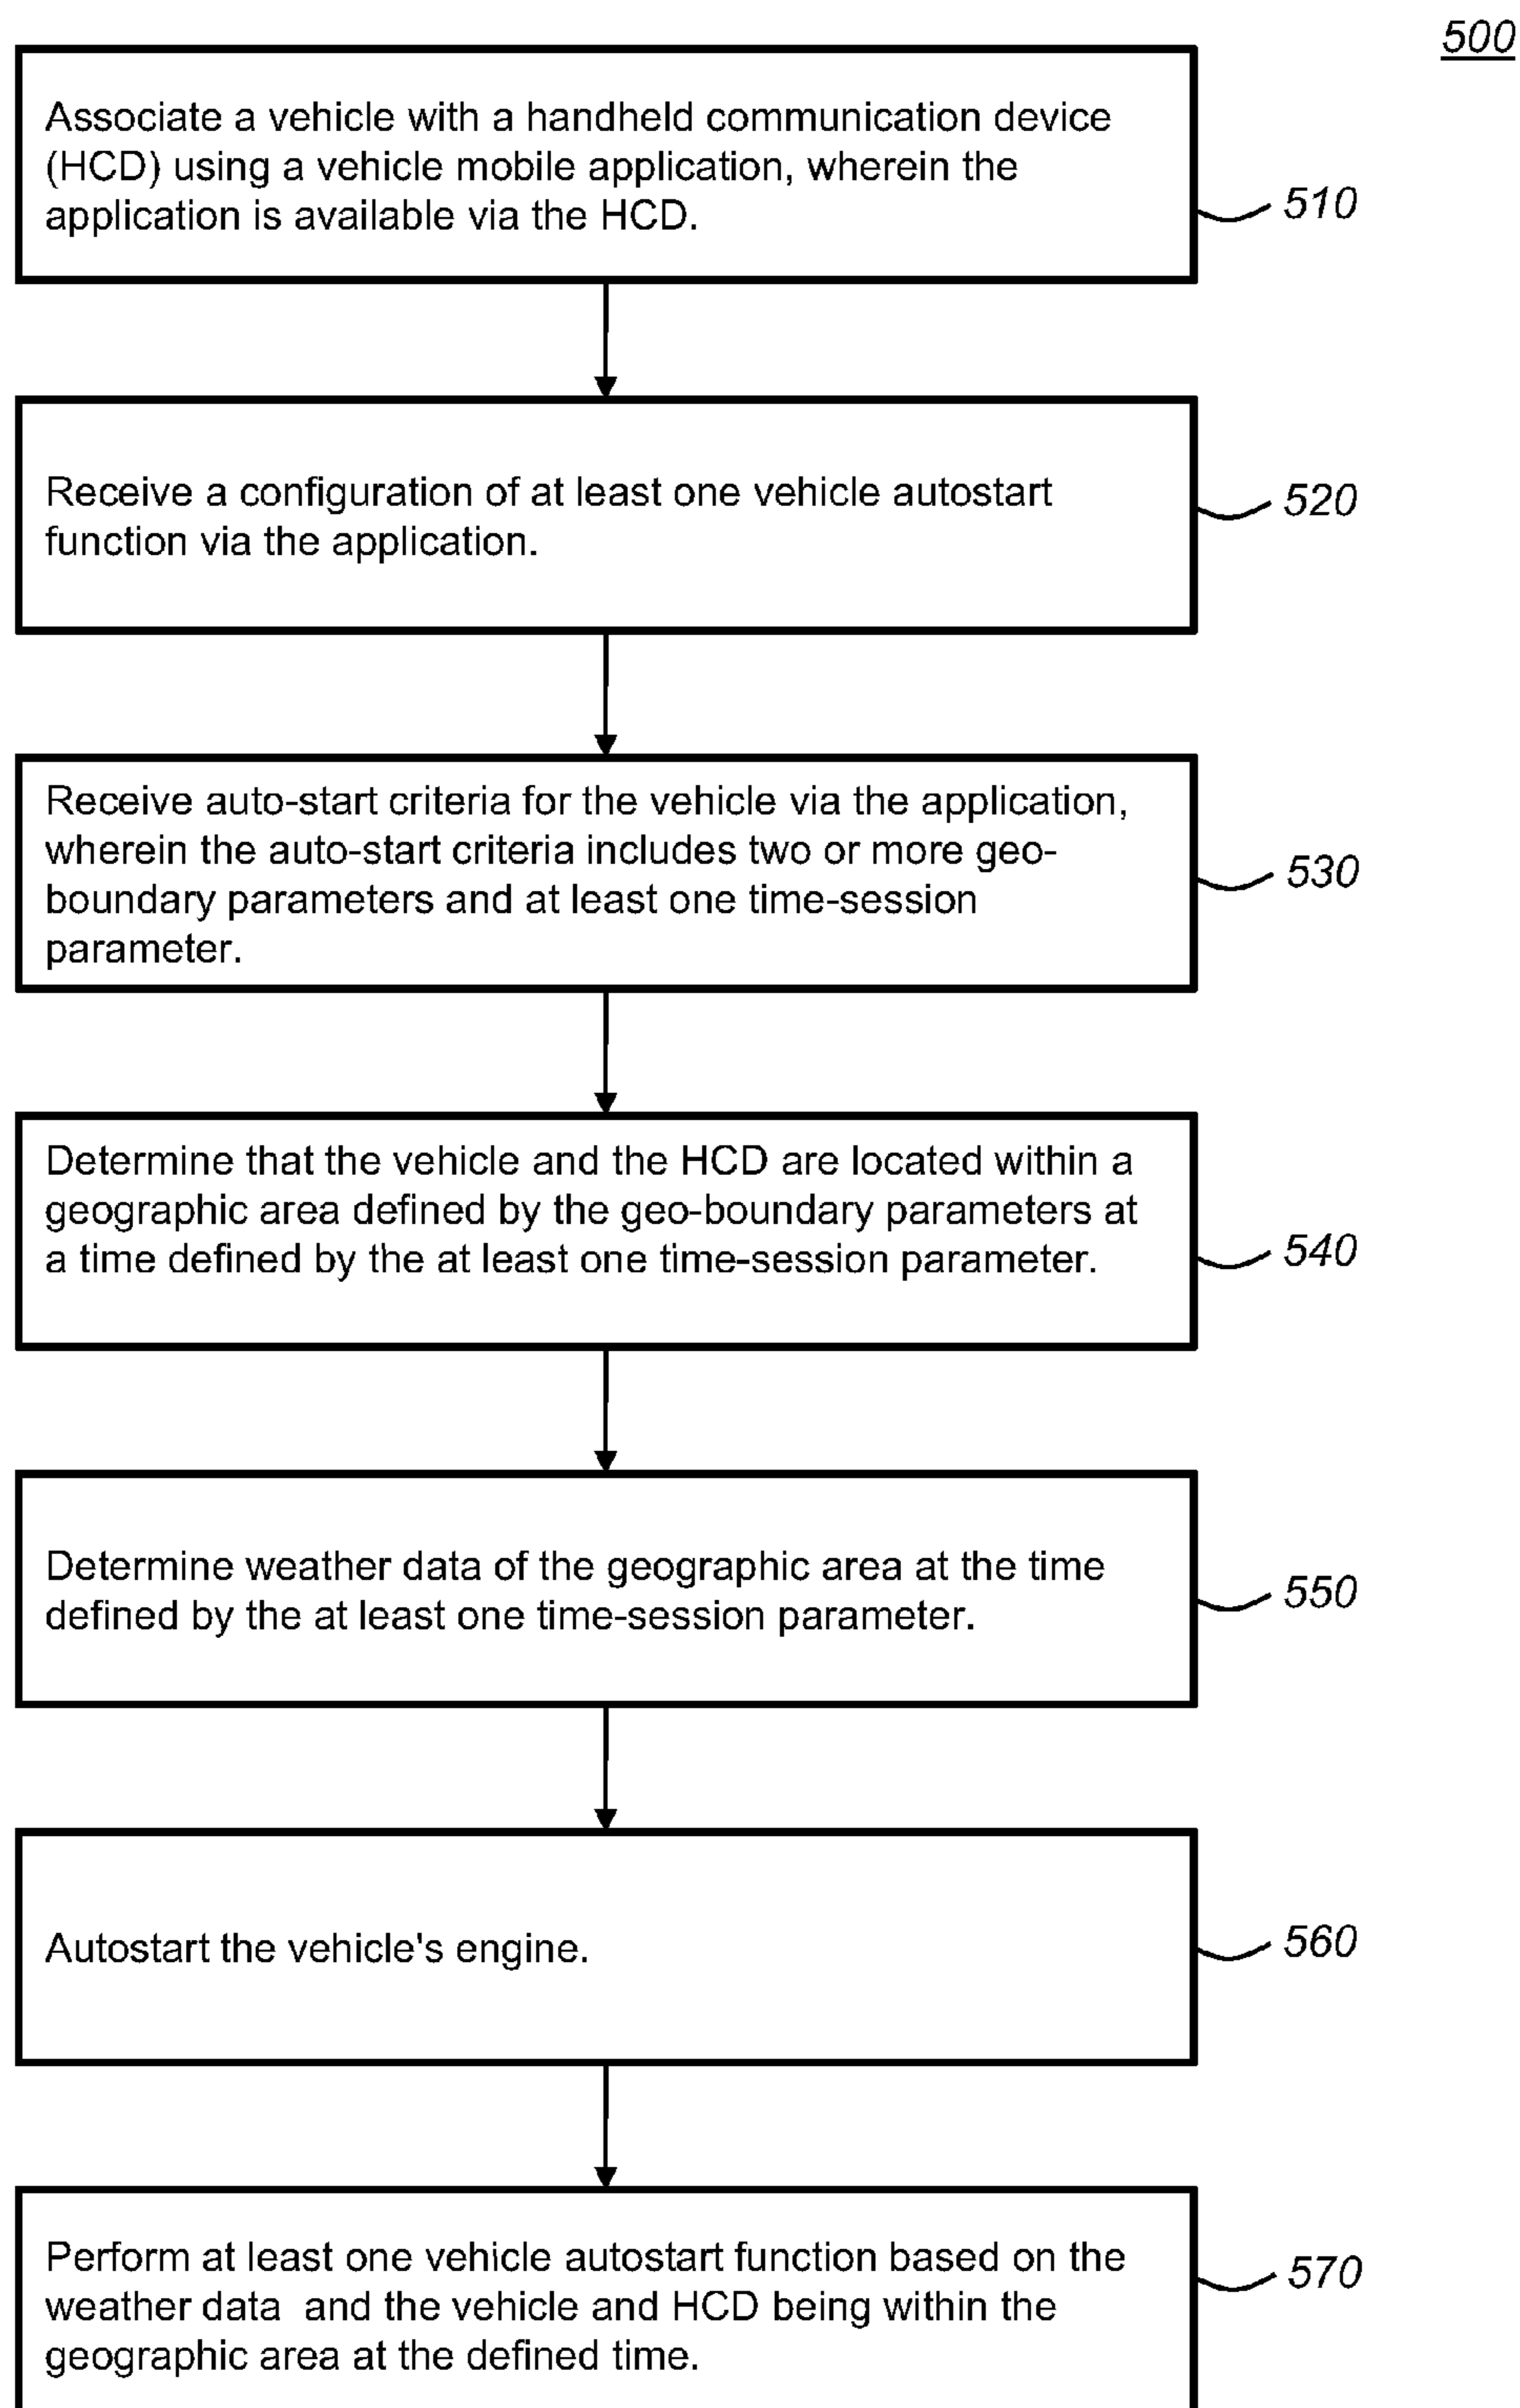 500
Associate a vehicle with a handheld communication device
(HCD) using a vehicle mobile application, wherein the
application is available via the HCD.
510
Receive a configuration of at least one vehicle autostart
function via the application.
520
Receive auto-start criteria for the vehicle via the application,
wherein the auto-start criteria includes two or more geo-
boundary parameters and at least one time-session
parameter.
530
Determine that the vehicle and the HCD are located within a
geographic area defined by the geo-boundary parameters at
a time defined by the at least one time-session parameter.
540
Determine weather data of the geographic area at the time
defined by the at least one time-session parameter.
550
Autostart the vehicle's engine.
560
Perform at least one vehicle autostart function based on the
weather data and the vehicle and HCD being within the
geographic area at the defined time.
570